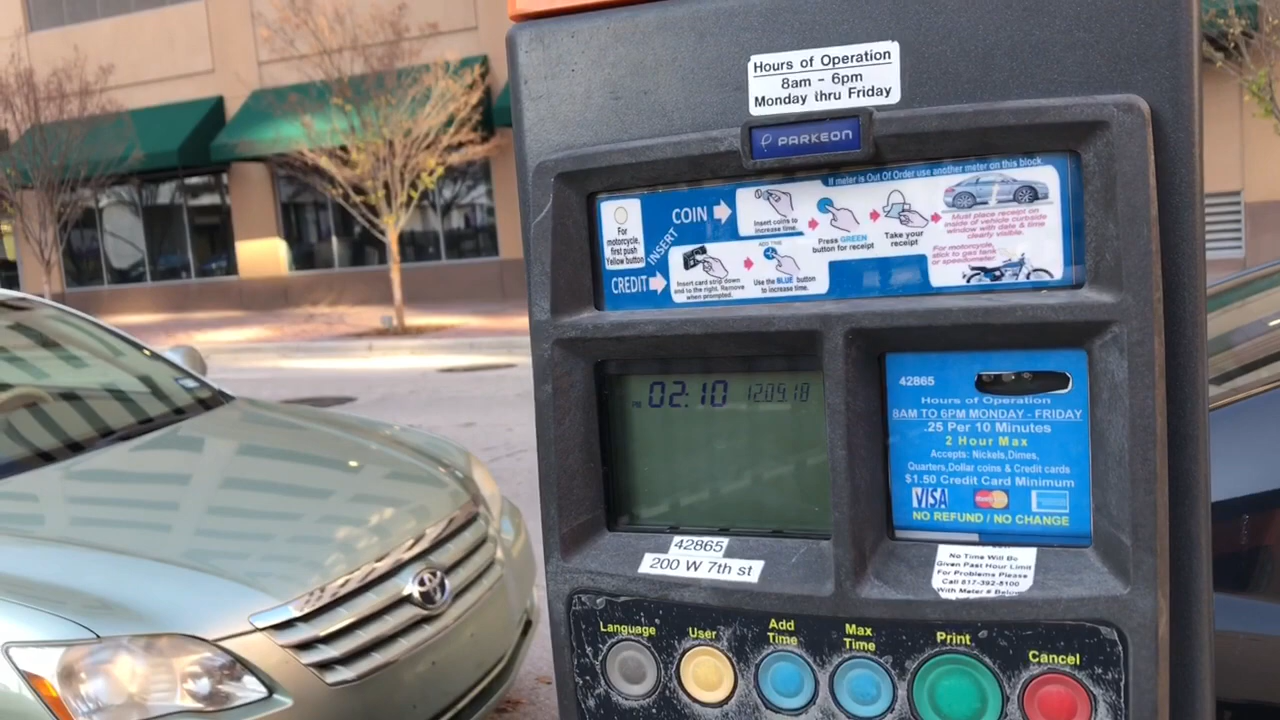 Hours of Operation
8am - 6pm
Monday thru Friday
PARKEON
If meter is Out Of Order use another meter on this block.
For
motorcycle,
first push
Yellow button
INSERT
COIN
Insert coins to
increase time.
Press GREEN
button for receipt
Take your
receipt
Must place receipt on
inside of vehicle curbside
window with date & time
clearly visible.
For motorcycle,
stick to gas tank
or speedometer.
CREDIT
Insert card strip down
and to the right. Remove
when prompted.
ADD TIME
Use the BLUE button
to increase time.
PM 02:10 12.09.18
42865
Hours of Operation
8AM TO 6PM MONDAY - FRIDAY
.25 Per 10 Minutes
2 Hour Max
Accepts: Nickels,Dimes,
Quarters,Dollar coins & Credit cards
$1.50 Credit Card Minimum
VISA MasterCard
NO REFUND / NO CHANGE
42865
200 W 7th st
No Time Will Be
Given Past Hour Limit
For Problems Please
Call 817-392-8100
With Meter # Below
Language
User
Add
Time
Max
Time
Print
Cancel